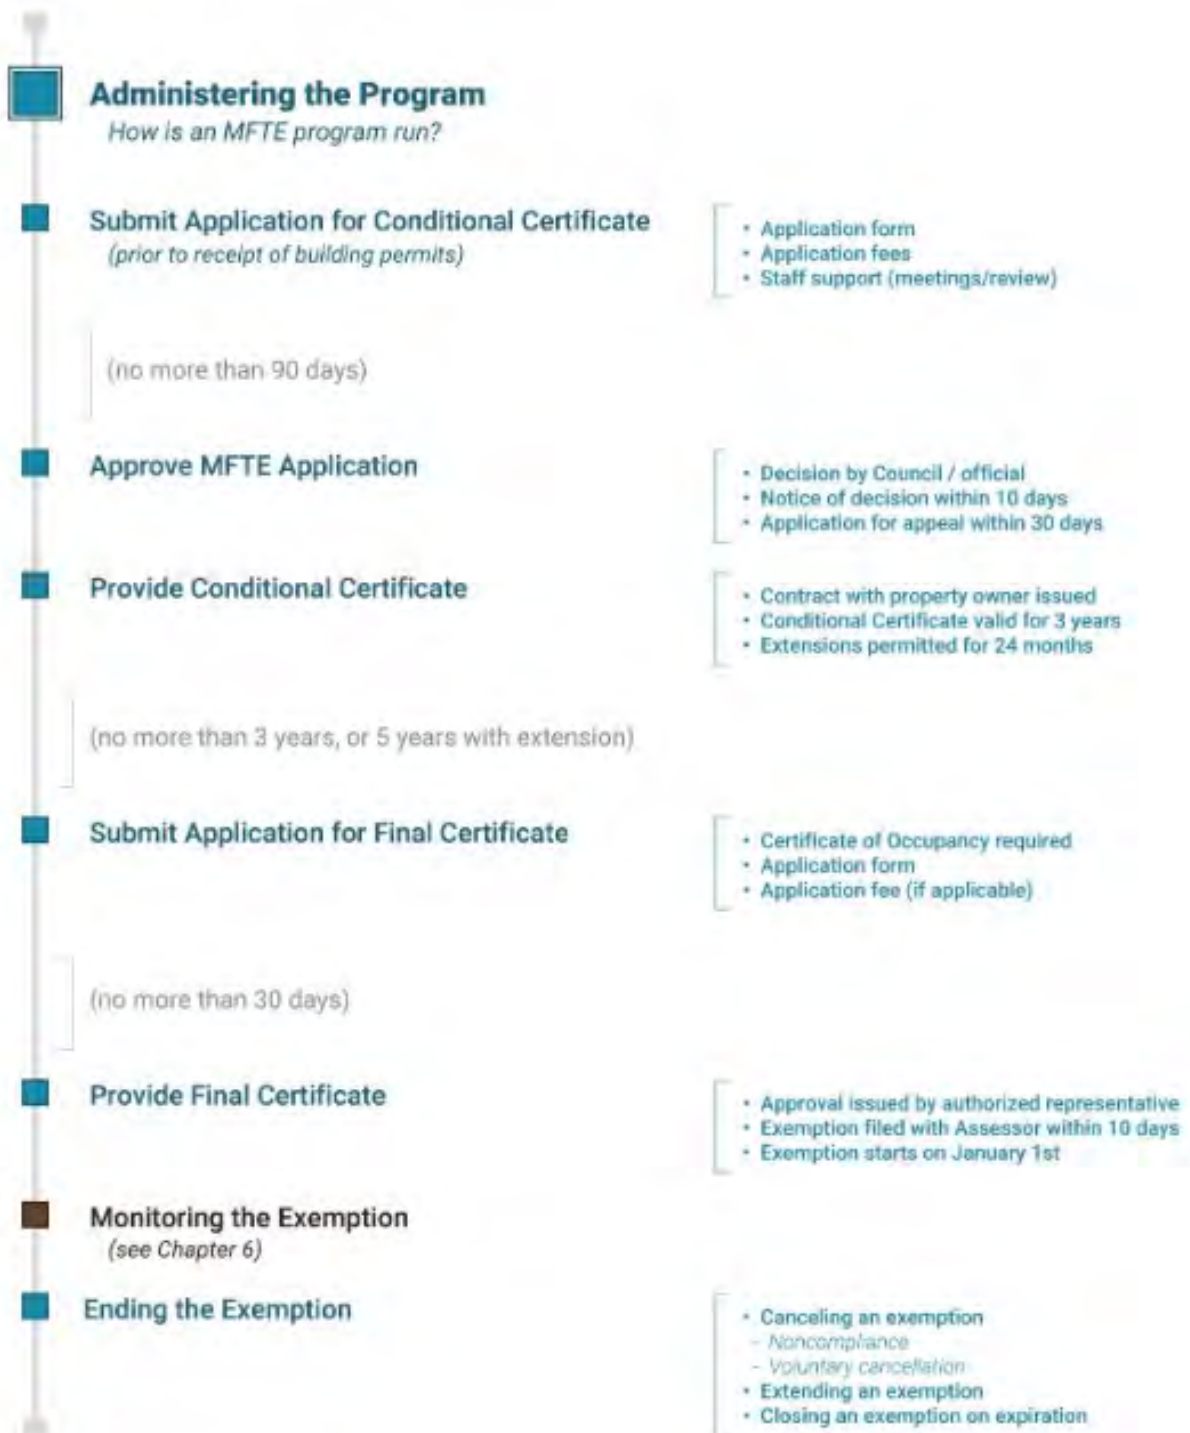 Administering the Program
How is an MFTE program run?
Submit Application for Conditional Certificate
(prior to receipt of building permits)
• Application form
• Application fees
• Staff support (meetings/review)
(no more than 90 days)
Approve MFTE Application
• Decision by Council / official
• Notice of decision within 10 days
• Application for appeal within 30 days
Provide Conditional Certificate
• Contract with property owner issued
• Conditional Certificate valid for 3 years
• Extensions permitted for 24 months
(no more than 3 years, or 5 years with extension)
Submit Application for Final Certificate
• Certificate of Occupancy required
• Application form
• Application fee (if applicable)
(no more than 30 days)
Provide Final Certificate
• Approval issued by authorized representative
• Exemption filed with Assessor within 10 days
• Exemption starts on January 1st
Monitoring the Exemption
(see Chapter 6)
Ending the Exemption
• Canceling an exemption
- Noncompliance
- Voluntary cancellation
• Extending an exemption
• Closing an exemption on expiration